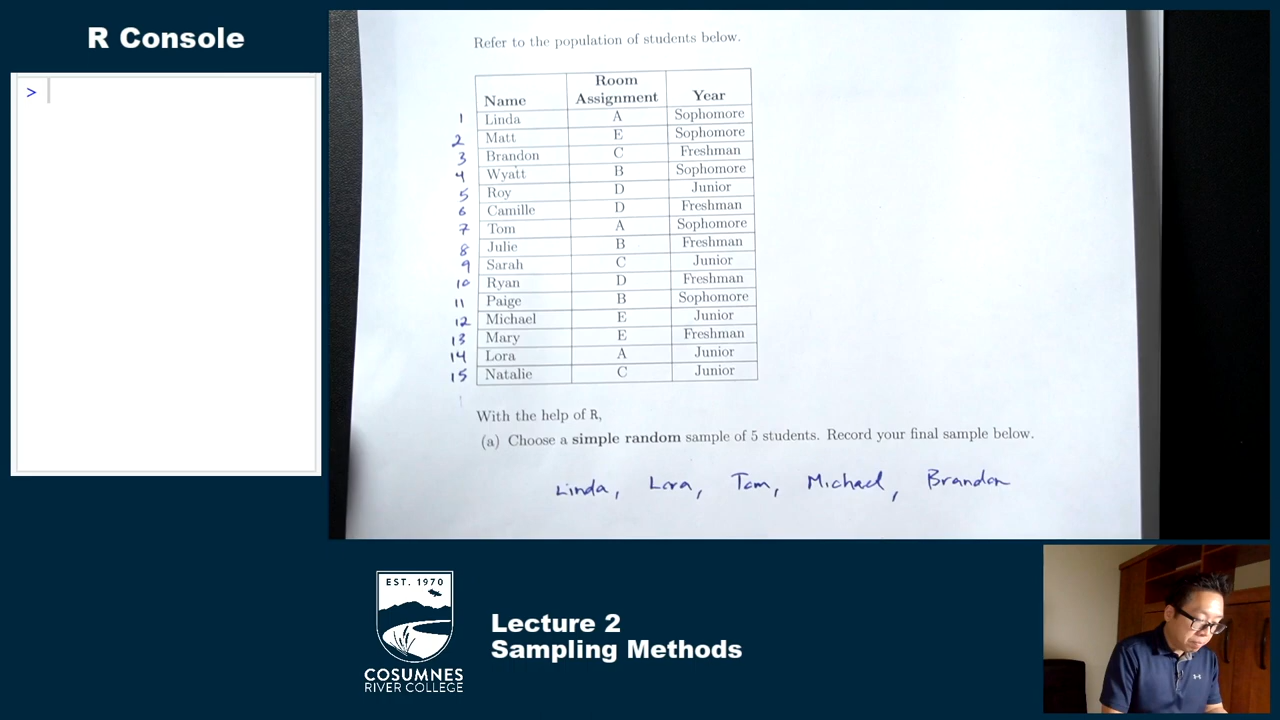 R Console
>
Refer to the population of students below.
Name Room Assignment Year
1 Linda A Sophomore
2 Matt E Sophomore
3 Brandon C Freshman
4 Wyatt B Sophomore
5 Roy D Junior
6 Camille D Freshman
7 Tom A Sophomore
8 Julie B Freshman
9 Sarah C Junior
10 Ryan D Freshman
11 Paige B Sophomore
12 Michael E Junior
13 Mary E Freshman
14 Lora A Junior
15 Natalie C Junior
With the help of R,
(a) Choose a simple random sample of 5 students. Record your final sample below.
Linda, Lora, Tom, Michael, Brandon
EST. 1970
COSUMNES
RIVER COLLEGE
Lecture 2
Sampling Methods